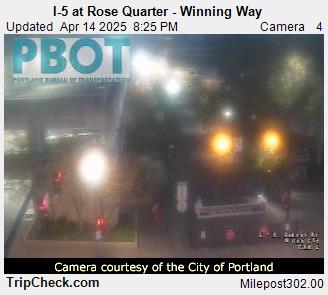 I-5 at Rose Quarter - Winning Way
Updated Apr 14 2025 8:25 PM Camera 4
PBOT
PORTLAND BUREAU OF TRANSPORTATION
Camera courtesy of the City of Portland
TripCheck.com Milepost302.00